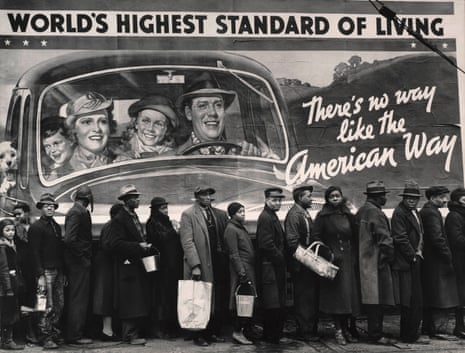 WORLD'S HIGHEST STANDARD OF LIVING
There's no way
like the
American Way